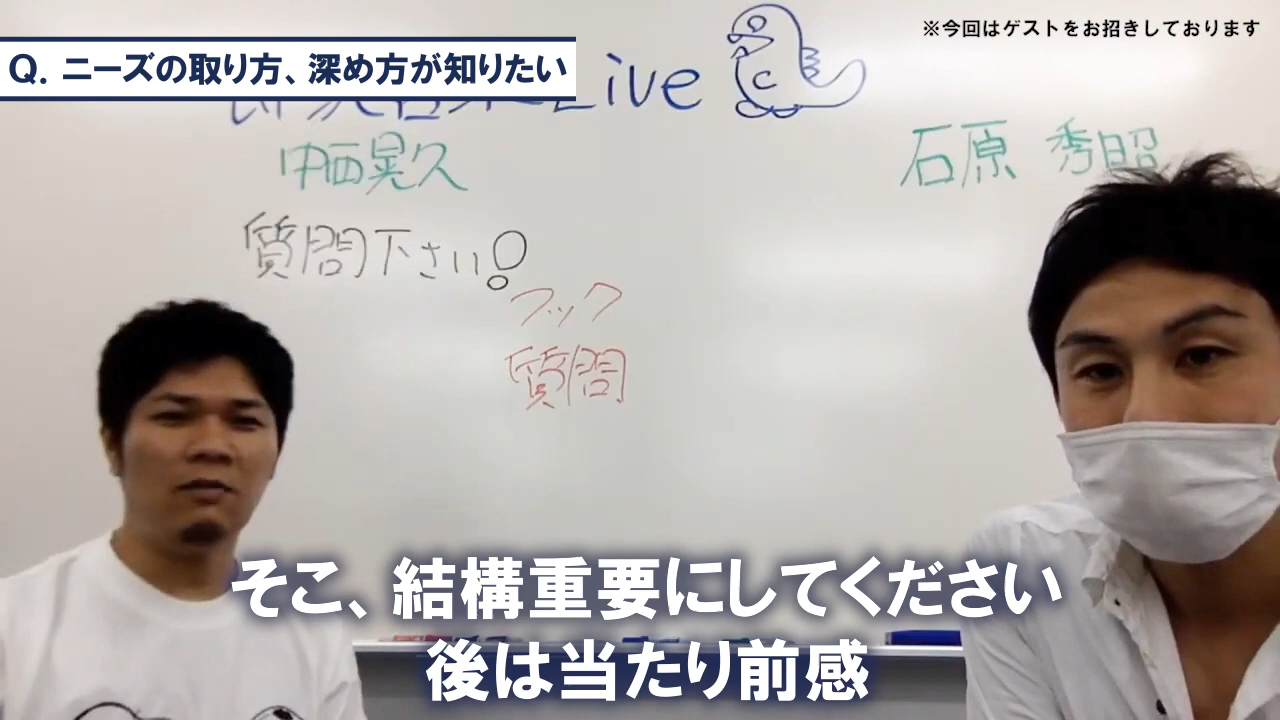 ※今回はゲストをお招きしております
Q. ニーズの取り方、深め方が知りたい
Live
C
中西晃久
石原 秀昭
質問下さい!
フック
質問
そこ、結構重要にしてください
後は当たり前感